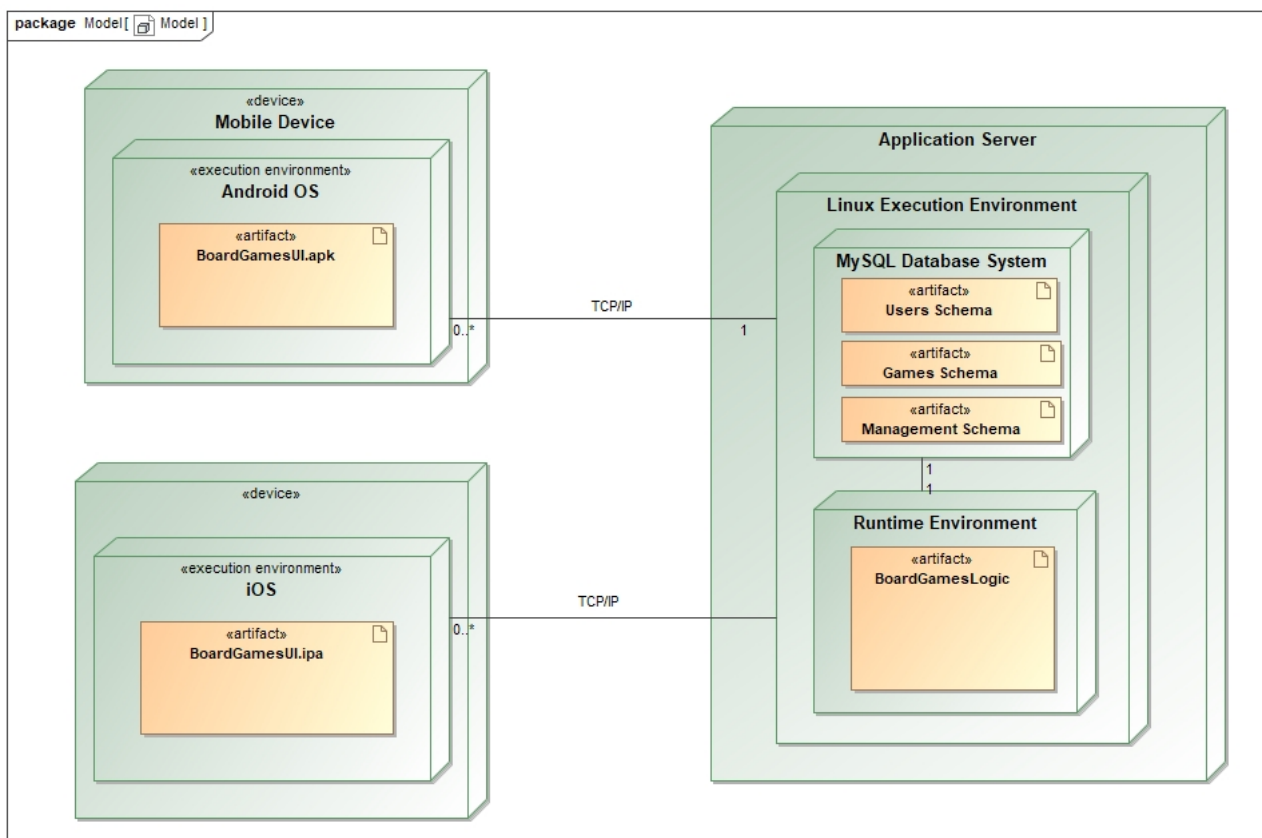 package Model[ Model ]
«device»
Mobile Device
«execution environment»
Android OS
«artifact»
BoardGamesUI.apk
TCP/IP
0..*
1
Application Server
Linux Execution Environment
MySQL Database System
«artifact»
Users Schema
«artifact»
Games Schema
«artifact»
Management Schema
1
1
Runtime Environment
«artifact»
BoardGamesLogic
«device»
«execution environment»
iOS
«artifact»
BoardGamesUI.ipa
TCP/IP
0..*